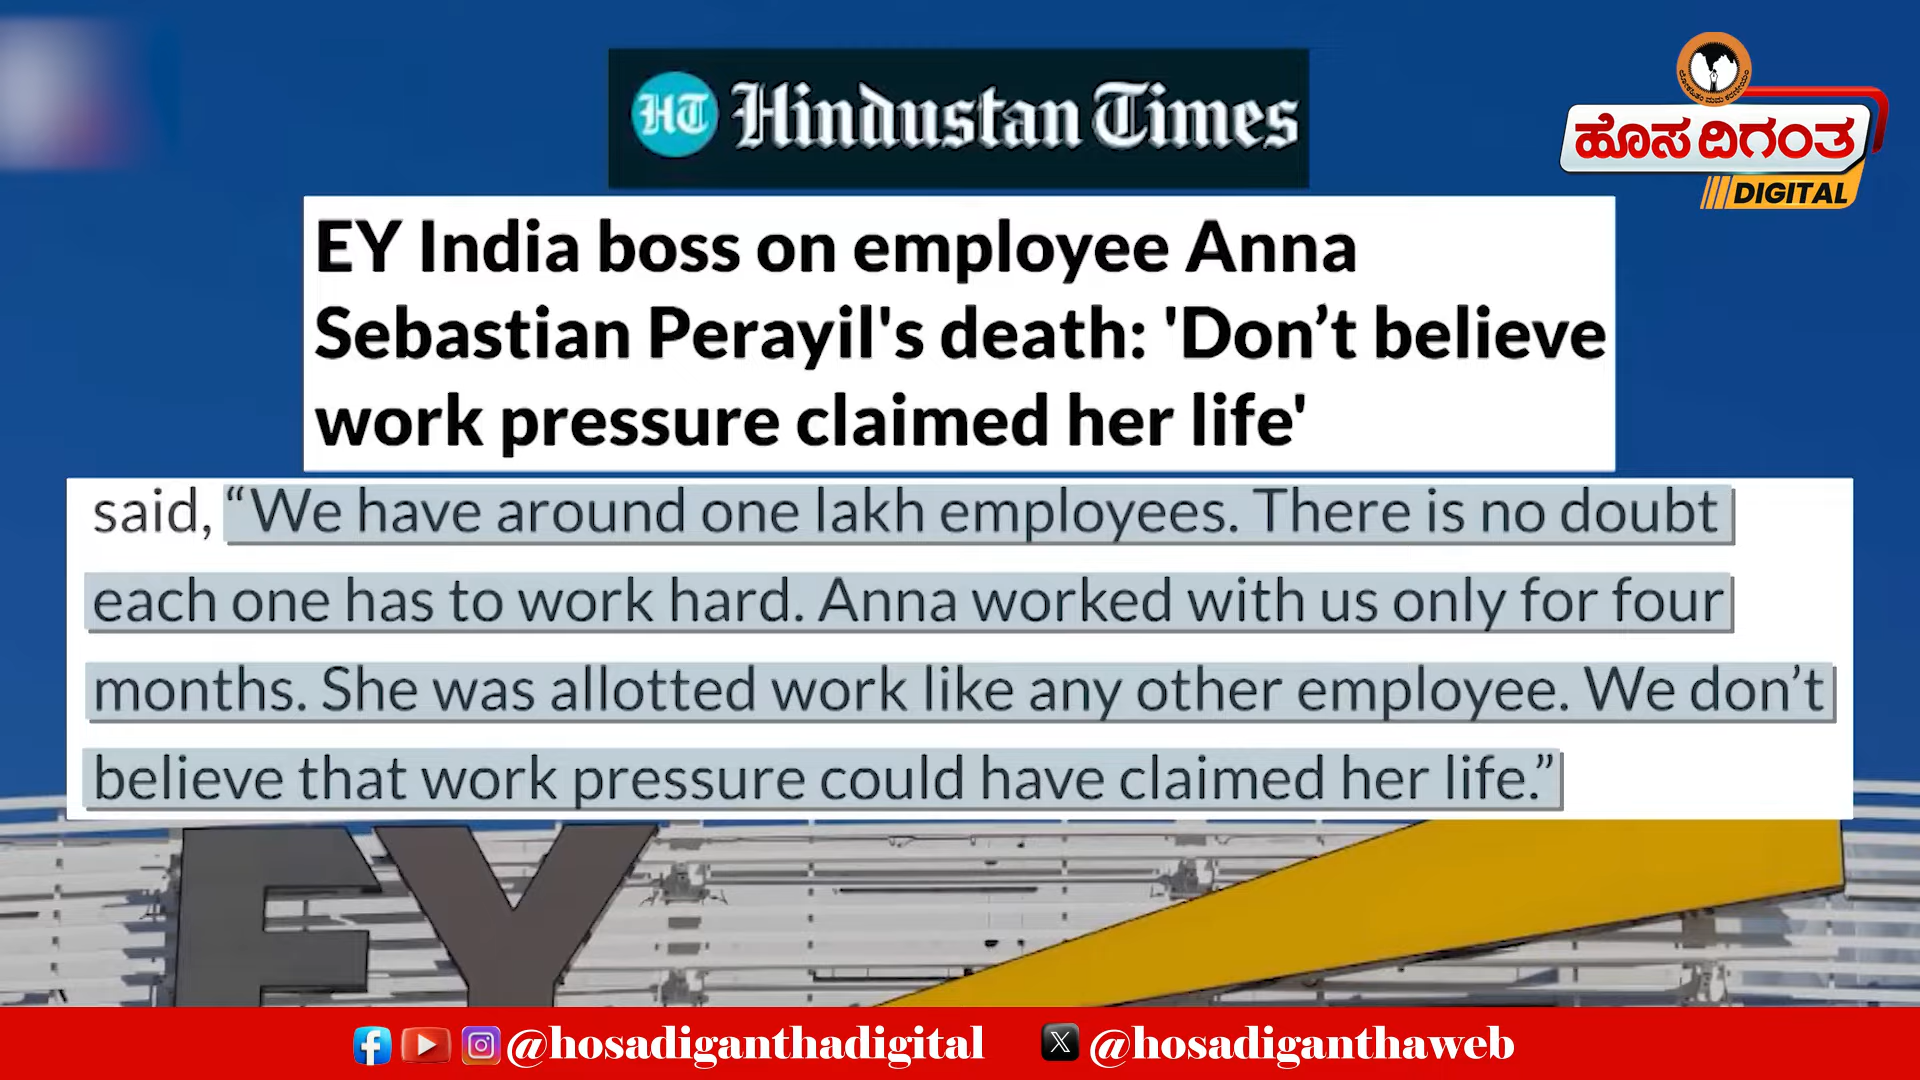 HT Hindustan Times
ಹೊಸ ದಿಗಂತ
DIGITAL
EY India boss on employee Anna
Sebastian Perayil's death: 'Don’t believe
work pressure claimed her life'
said, “We have around one lakh employees. There is no doubt
each one has to work hard. Anna worked with us only for four
months. She was allotted work like any other employee. We don’t
believe that work pressure could have claimed her life.”
EY
@hosadiganthadigital
@hosadiganthaweb